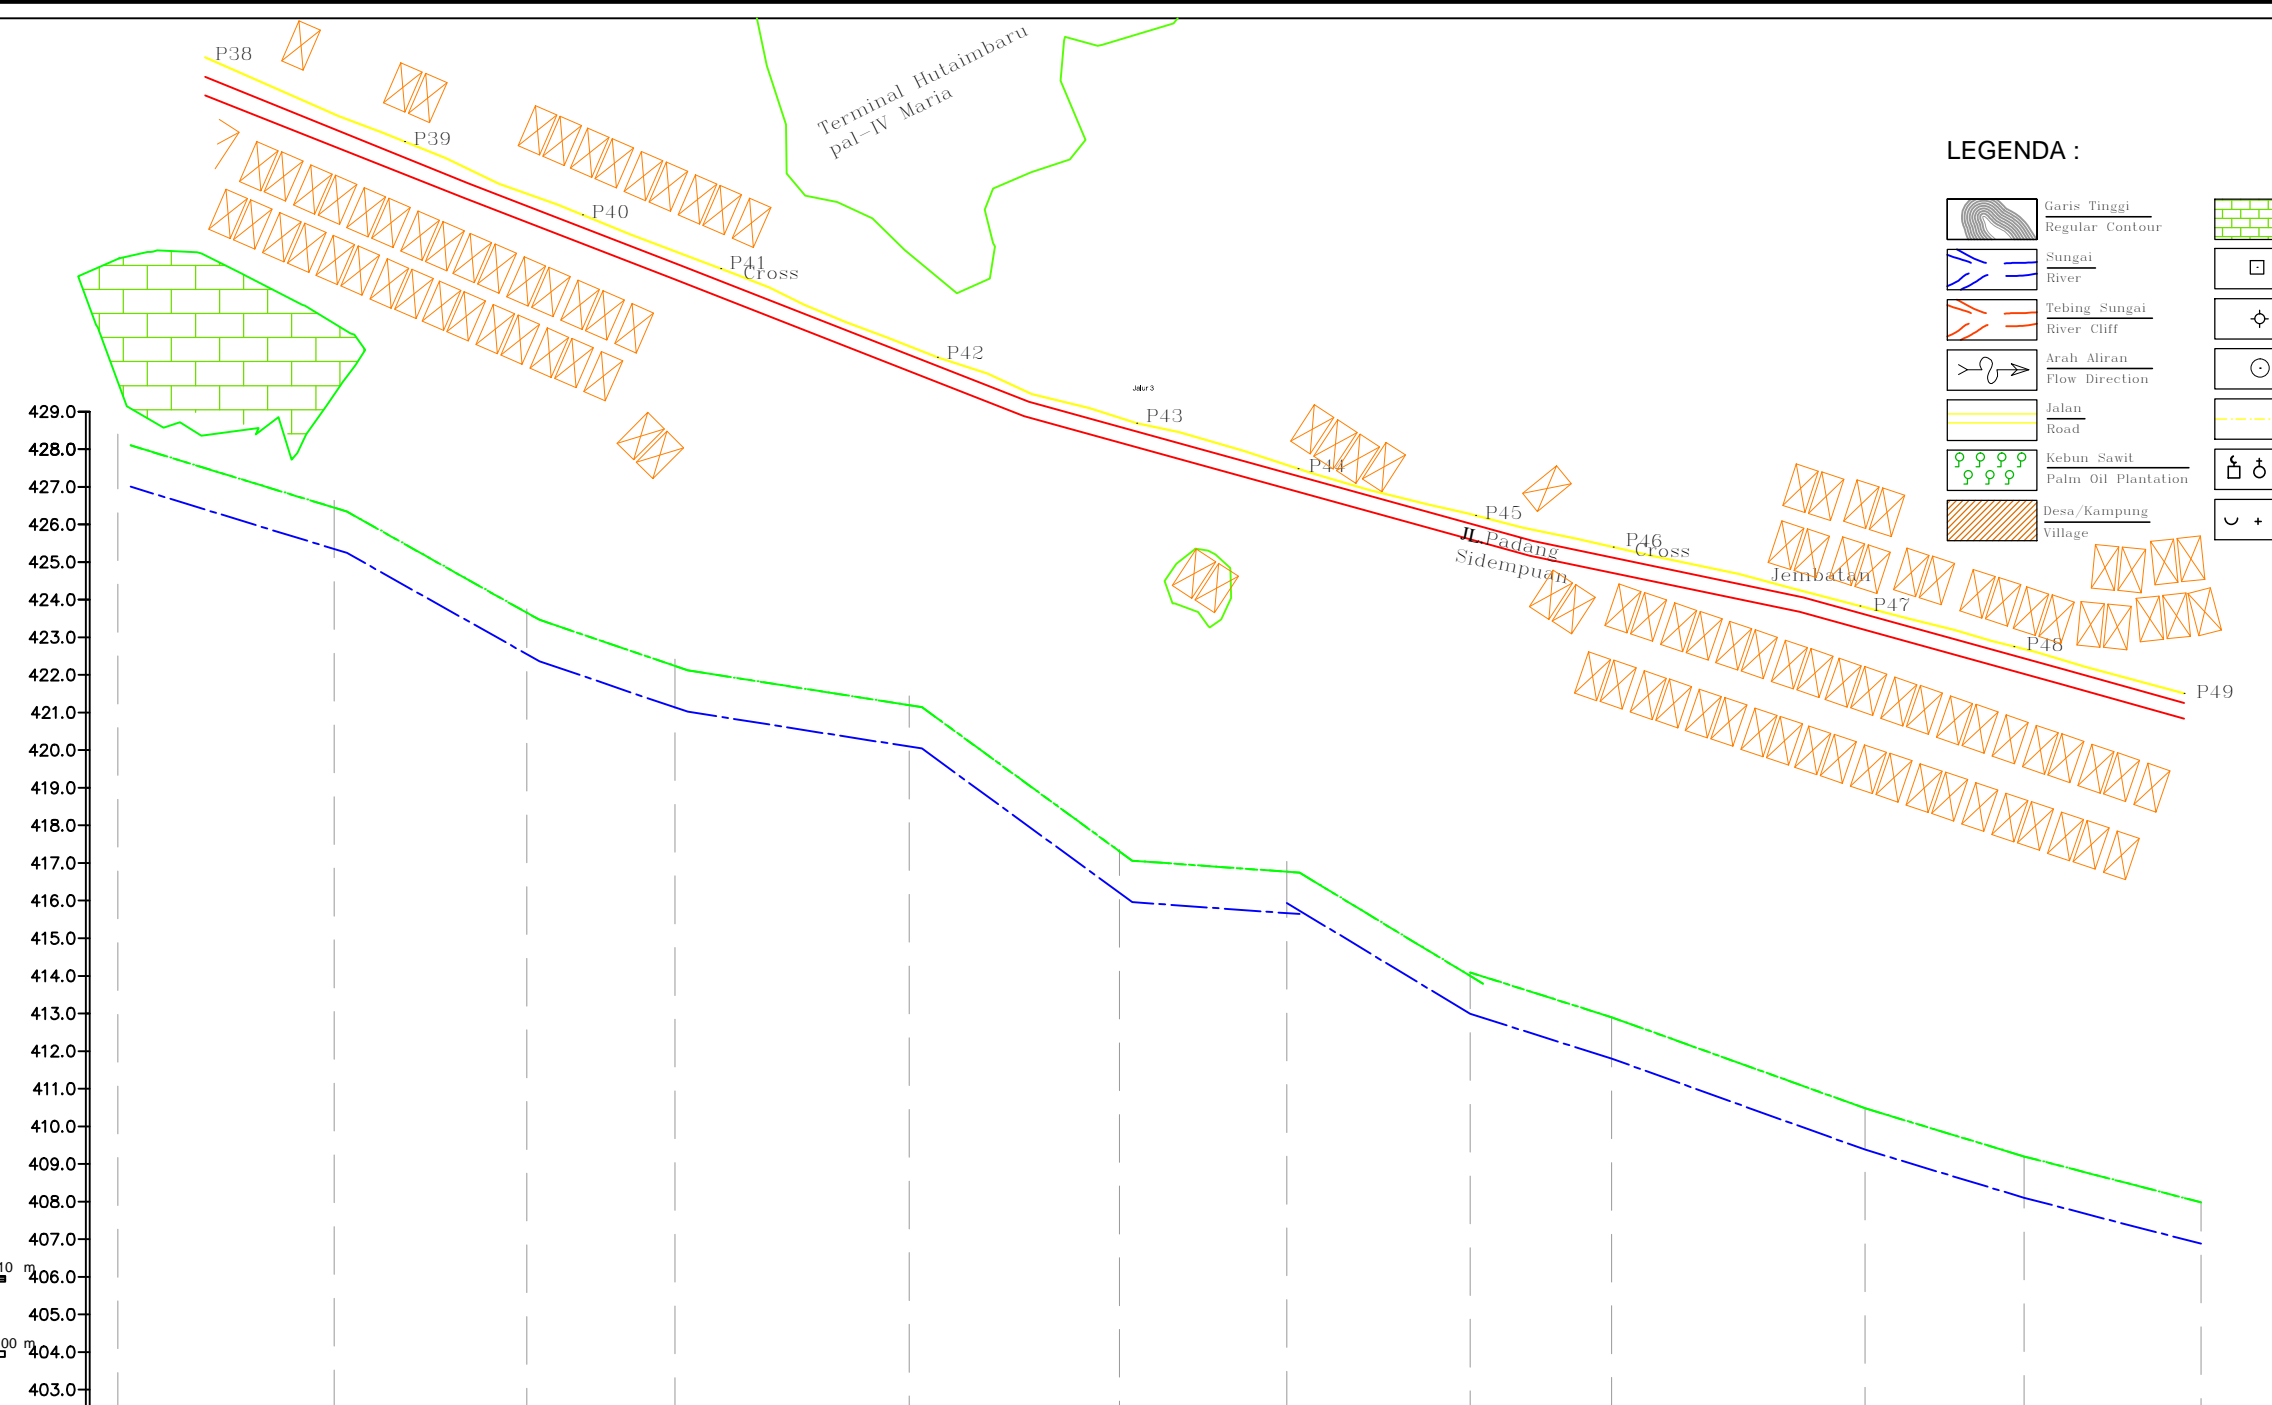 P38
Terminal Hutaimbaru
pal-IV Maria
P39
P40
P41
Cross
P42
Jalur 3
P43
P44
P45
JL.Padang
Sidempuan
P46
Cross
Jembatan
P47
P48
P49
LEGENDA :
Garis Tinggi
Regular Contour
Sungai
River
Tebing Sungai
River Cliff
Arah Aliran
Flow Direction
Jalan
Road
Kebun Sawit
Palm Oil Plantation
Desa/Kampung
Village
429.0
428.0
427.0
426.0
425.0
424.0
423.0
422.0
421.0
420.0
419.0
418.0
417.0
416.0
415.0
414.0
413.0
412.0
411.0
410.0
409.0
408.0
407.0
10 m
406.0
405.0
00 m
404.0
403.0